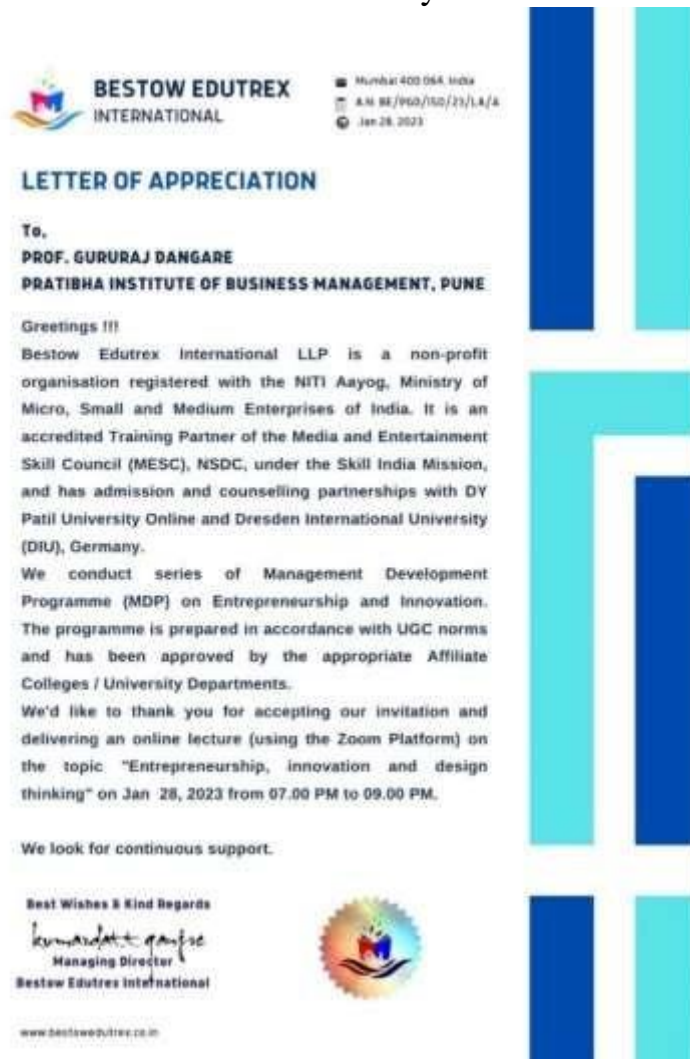 BESTOW EDUTREX
INTERNATIONAL
Mumbai 400 064, India
A.N. BE/PGO/ISO/23/LA/A
Jan 28, 2023
LETTER OF APPRECIATION
To,
PROF. GURURAJ DANGARE
PRATIBHA INSTITUTE OF BUSINESS MANAGEMENT, PUNE
Greetings !!!
Bestow Edutrex International LLP is a non-profit
organisation registered with the NITI Aayog, Ministry of
Micro, Small and Medium Enterprises of India. It is an
accredited Training Partner of the Media and Entertainment
Skill Council (MESC), NSDC, under the Skill India Mission,
and has admission and counselling partnerships with DY
Patil University Online and Dresden International University
(DIU), Germany.
We conduct series of Management Development
Programme (MDP) on Entrepreneurship and Innovation.
The programme is prepared in accordance with UGC norms
and has been approved by the appropriate Affiliate
Colleges / University Departments.
We'd like to thank you for accepting our invitation and
delivering an online lecture (using the Zoom Platform) on
the topic "Entrepreneurship, innovation and design
thinking" on Jan 28, 2023 from 07.00 PM to 09.00 PM.
We look for continuous support.
Best Wishes & Kind Regards
Managing Director
Bestow Edutrex International
www.bestowedutrex.co.in